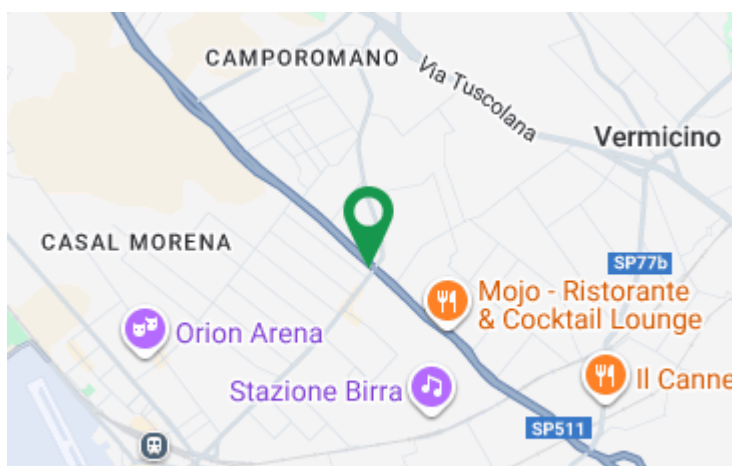 CAMPOROMANO
Via Tuscolana
Vermicino
CASAL MORENA
SP77b
Mojo - Ristorante
& Cocktail Lounge
Orion Arena
Stazione Birra
Il Canne
SP511